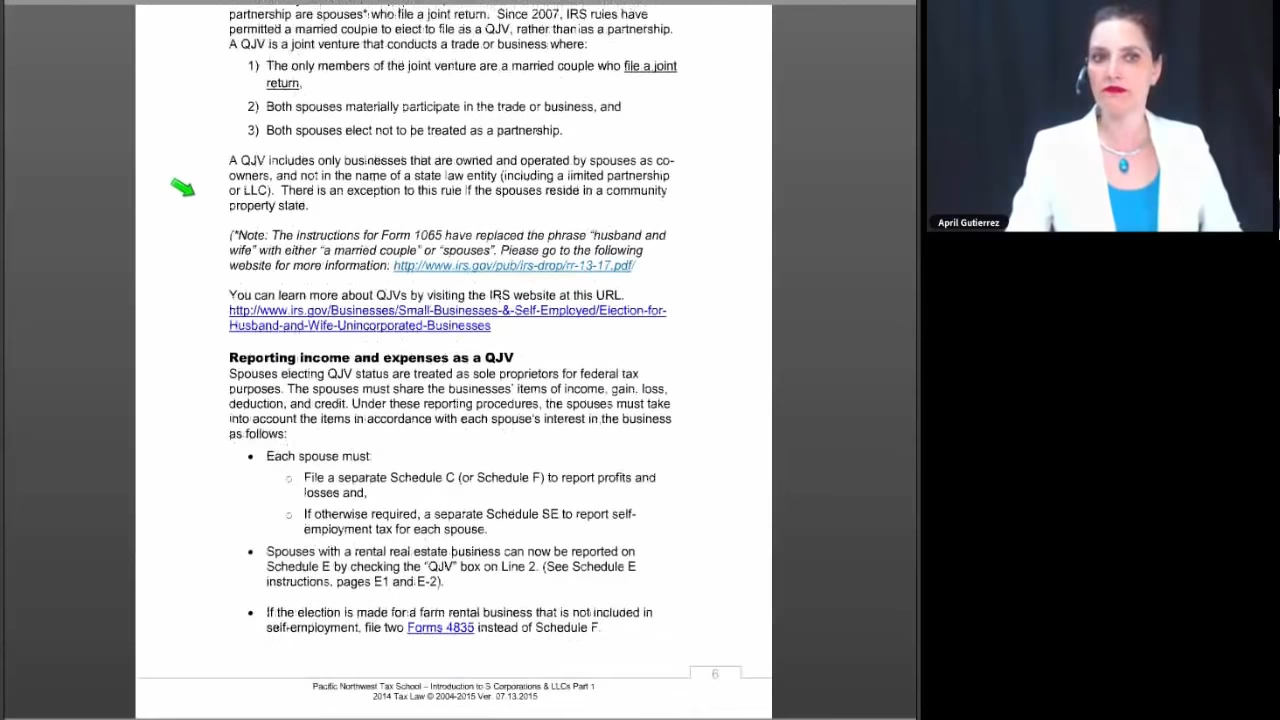 partnership are spouses* who file a joint return.  Since 2007, IRS rules have
permitted a married couple to elect to file as a QJV, rather than as a partnership.
A QJV is a joint venture that conducts a trade or business where:
1) The only members of the joint venture are a married couple who file a joint
return,
2) Both spouses materially participate in the trade or business, and
3) Both spouses elect not to be treated as a partnership.
A QJV includes only businesses that are owned and operated by spouses as co-
owners, and not in the name of a state law entity (including a limited partnership
or LLC).  There is an exception to this rule if the spouses reside in a community
property state.
(*Note: The instructions for Form 1065 have replaced the phrase “husband and
wife” with either “a married couple” or “spouses”. Please go to the following
website for more information: http://www.irs.gov/pub/irs-drop/rr-13-17.pdf/
You can learn more about QJVs by visiting the IRS website at this URL.
http://www.irs.gov/Businesses/Small-Businesses-&-Self-Employed/Election-for-
Husband-and-Wife-Unincorporated-Businesses
Reporting income and expenses as a QJV
Spouses electing QJV status are treated as sole proprietors for federal tax
purposes. The spouses must share the businesses’ items of income, gain, loss,
deduction, and credit. Under these reporting procedures, the spouses must take
into account the items in accordance with each spouse’s interest in the business
as follows:
• Each spouse must:
○ File a separate Schedule C (or Schedule F) to report profits and
losses and,
○ If otherwise required, a separate Schedule SE to report self-
employment tax for each spouse.
• Spouses with a rental real estate business can now be reported on
Schedule E by checking the “QJV” box on Line 2. (See Schedule E
instructions, pages E1 and E-2).
• If the election is made for a farm rental business that is not included in
self-employment, file two Forms 4835 instead of Schedule F.
6
Pacific Northwest Tax School – Introduction to S Corporations & LLCs Part 1
2014 Tax Law © 2004-2015 Ver. 07.13.2015
April Gutierrez